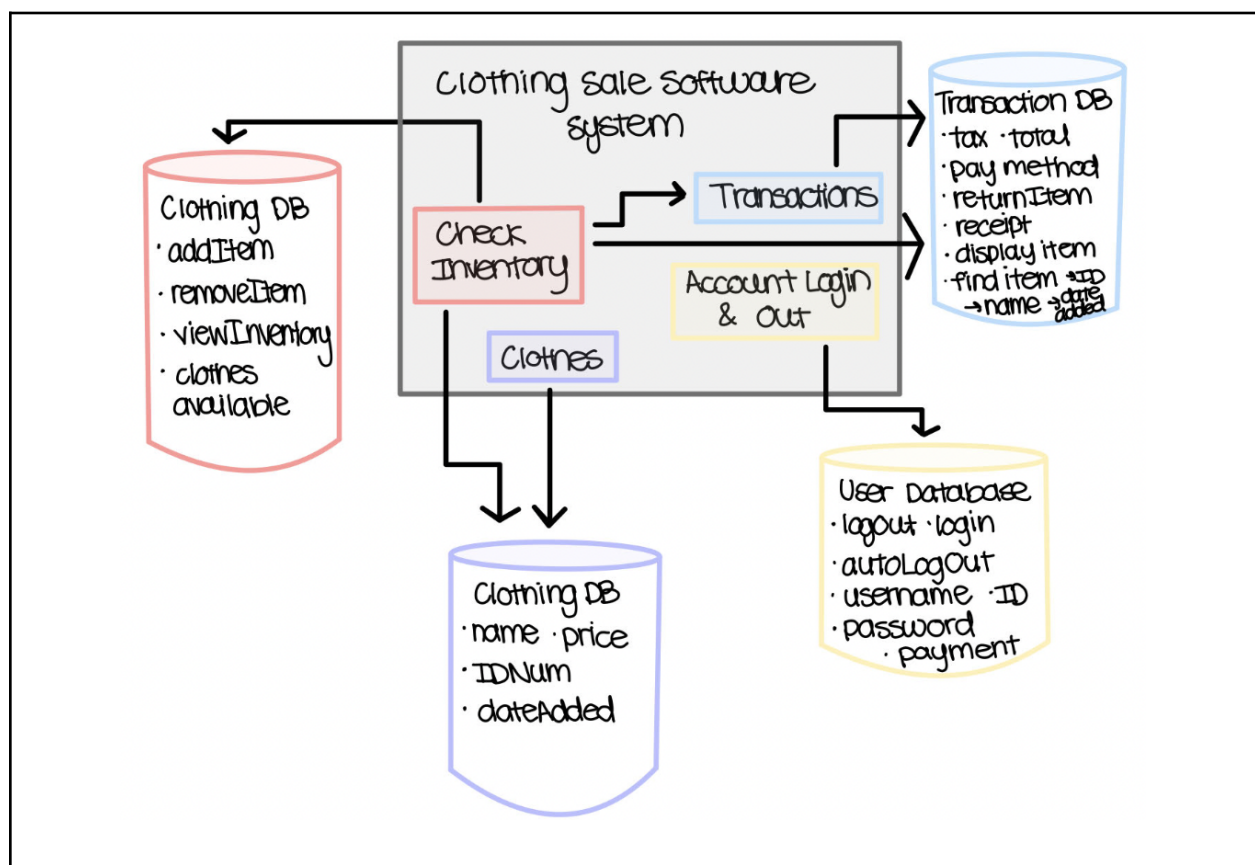 Clothing Sale Software
system
Clothing DB
· addItem
· removeItem
· viewInventory
· clothes
available
Check
Inventory
Transactions
Account Login
& Out
Clothes
Transaction DB
· tax · total
· pay method
· returnItem
· receipt
· display item
· find item → ID
→ name → date
added
Clothing DB
· name · price
· IDNum
· dateAdded
User Database
· logOut · login
· autoLogOut
· username · ID
· password
· payment